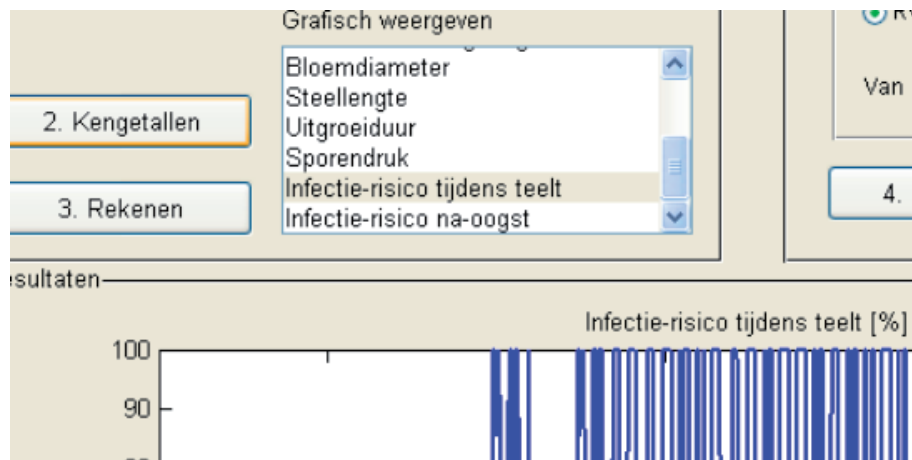 Grafisch weergeven
Bloemdiameter
Steellengte
Uitgroeiduur
Sporendruk
Infectie-risico tijdens teelt
Infectie-risico na-oogst
2. Kengetallen
3. Rekenen
Van
4.
Infectie-risico tijdens teelt [%]
100
90